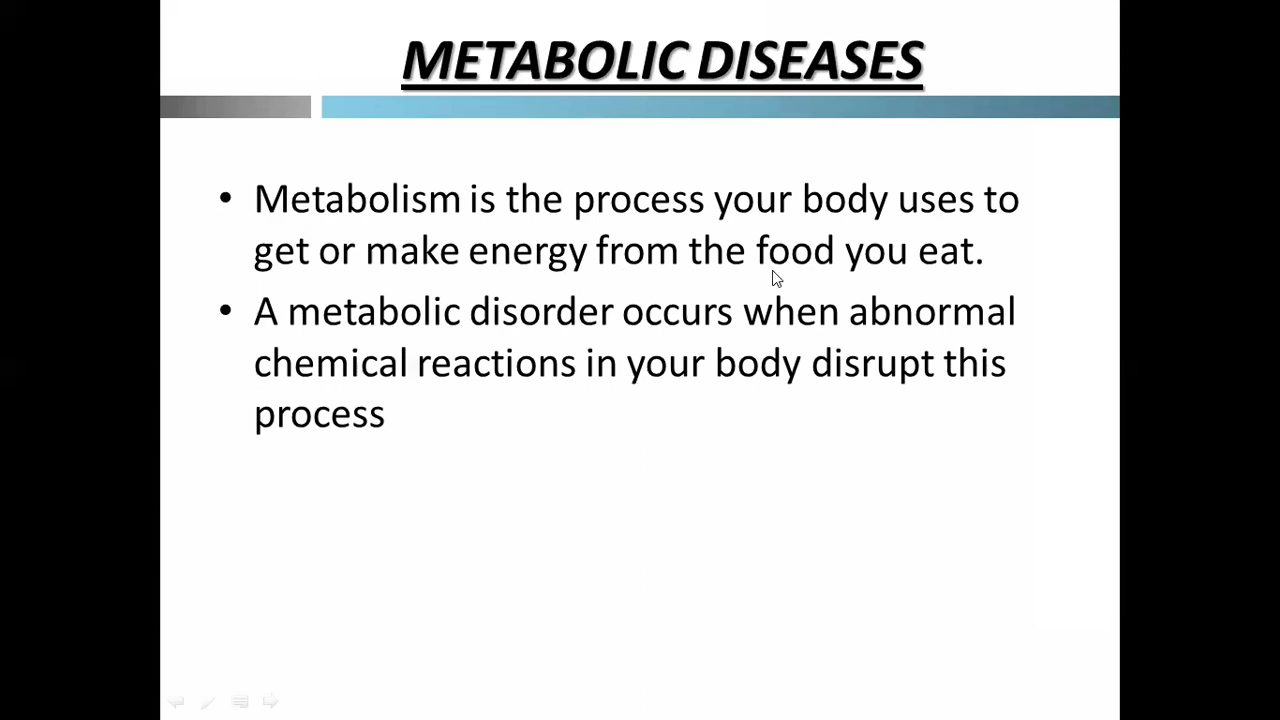 METABOLIC DISEASES
• Metabolism is the process your body uses to
get or make energy from the food you eat.
• A metabolic disorder occurs when abnormal
chemical reactions in your body disrupt this
process